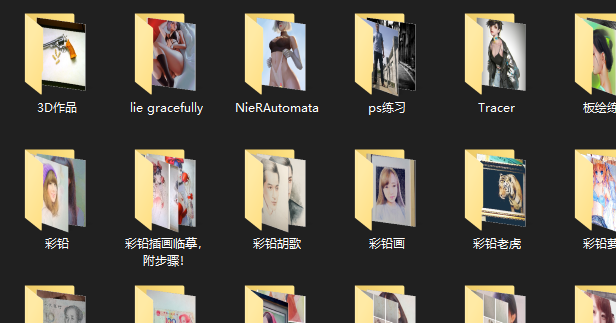 3D作品
lie gracefully
NieRAutomata
ps练习
Tracer
板绘练
彩铅
彩铅插画临摹，
附步骤！
彩铅胡歌
彩铅画
彩铅老虎
彩铅萝
100